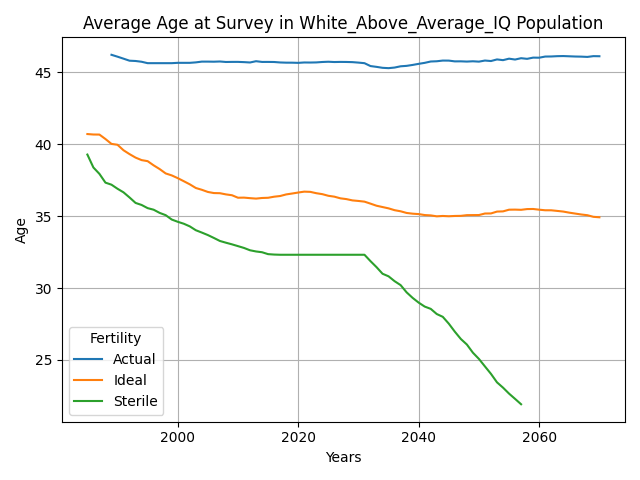 Average Age at Survey in White_Above_Average_IQ Population
Age
45
40
35
30
25
Fertility
Actual
Ideal
Sterile
2000 2020 2040 2060
Years